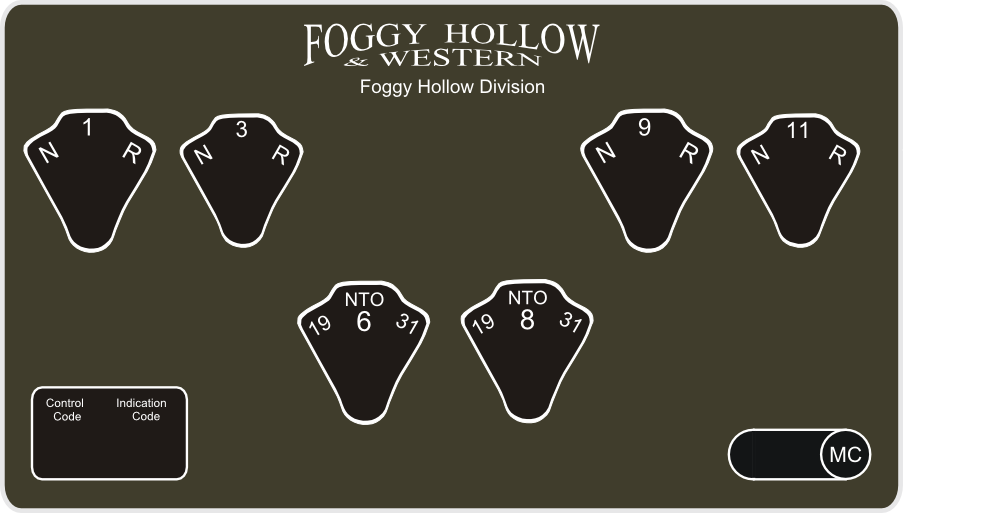 FOGGY HOLLOW
& WESTERN
Foggy Hollow Division
1
N R
3
N R
9
N R
11
N R
NTO
19 6 31
NTO
19 8 31
Control Indication
Code Code
MC